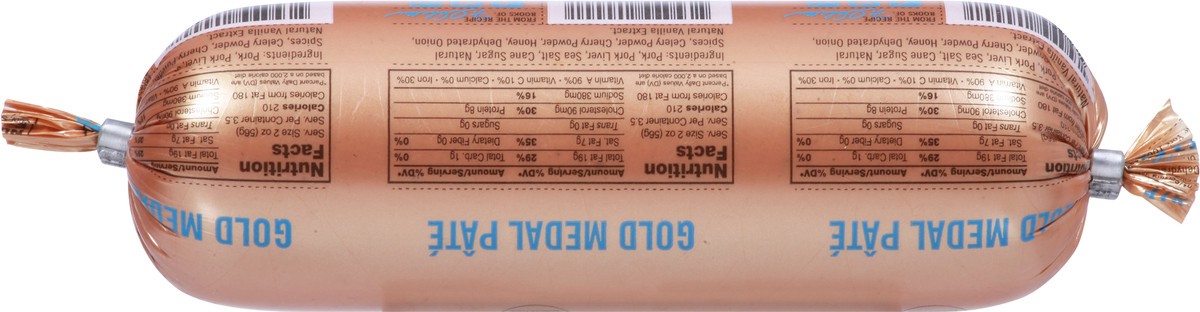 GOLD MEDAL PÂTÉ
Nutrition
Facts
Serv. Size 2 oz (56g)
Serv. Per Container 3.5
Calories 210
Calories from Fat 180
*Percent Daily Values (DV) are
based on a 2,000 calorie diet
Amount/Serving %DV* Amount/Serving %DV*
Total Fat 19g 29% Total Carb. 1g 0%
Sat. Fat 7g 35% Dietary Fiber 0g 0%
Trans Fat 0g Sugars 0g
Cholesterol 90mg 30% Protein 8g
Sodium 380mg 16%
Vitamin A 90% • Vitamin C 10% • Calcium 0% • Iron 30%
Ingredients: Pork, Pork Liver, Sea Salt, Cane Sugar, Natural
Spices, Celery Powder, Cherry Powder, Honey, Dehydrated Onion,
Natural Vanilla Extract.
FROM THE RECIPE
BOOKS OF